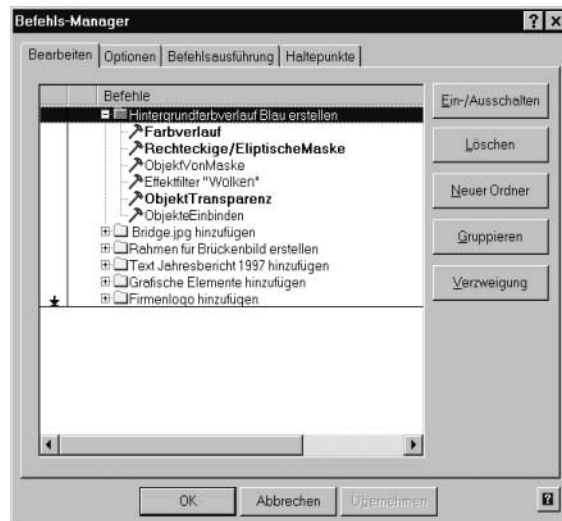 Befehls-Manager
Bearbeiten Optionen Befehlsausführung Haltepunkte
Befehle
Hintergrundfarbverlauf Blau erstellen
Farbverlauf
Rechteckige/EliptischeMaske
ObjektVonMaske
Effektfilter "Wolken"
ObjektTransparenz
ObjekteEinbinden
Bridge.jpg hinzufügen
Rahmen für Brückenbild erstellen
Text Jahresbericht 1997 hinzufügen
Grafische Elemente hinzufügen
Firmenlogo hinzufügen
Ein-/Ausschalten
Löschen
Neuer Ordner
Gruppieren
Verzweigung
OK Abbrechen Übernehmen